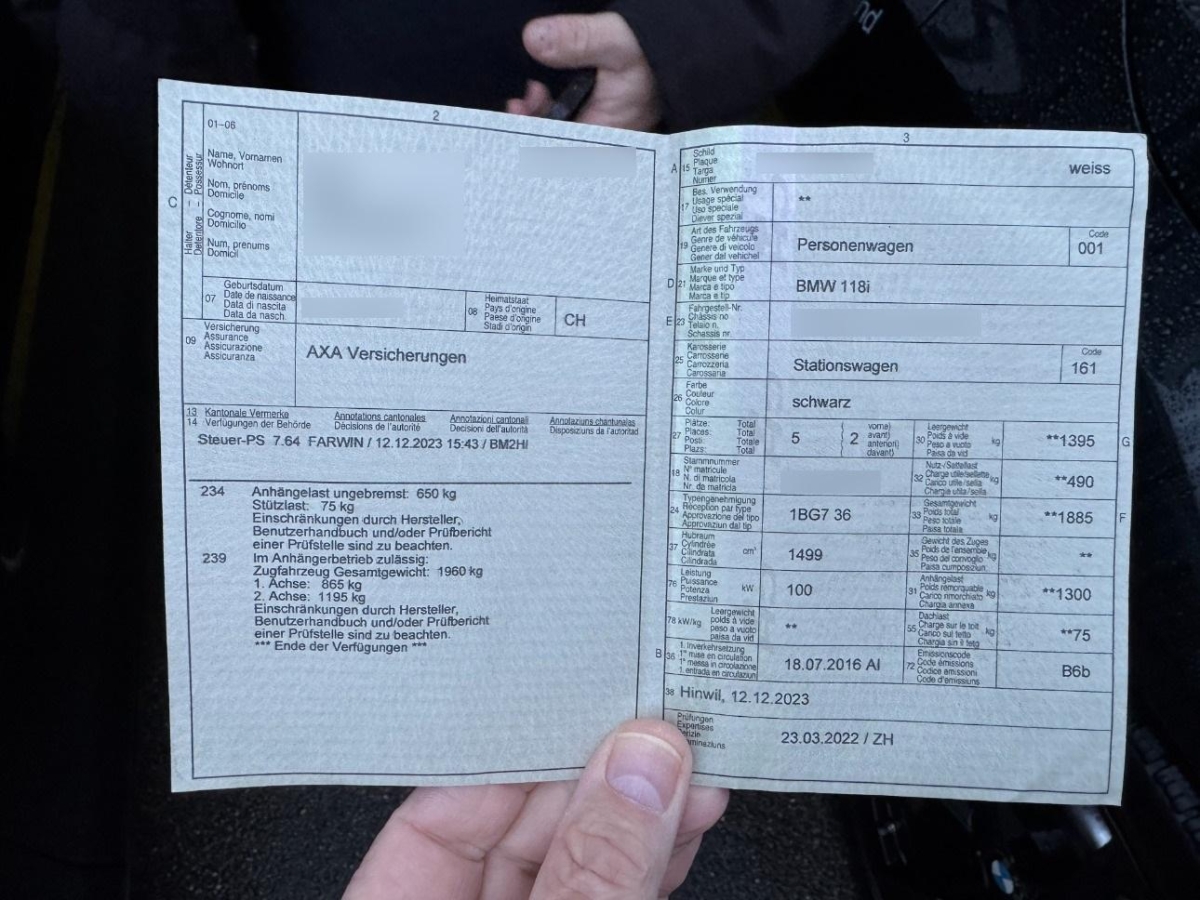 2
01-06
Halter – Détenteur
Detentore – Possessur
C
Name, Vornamen
Wohnort
Nom, prénoms
Domicile
Cognome, nomi
Domicilio
Num, prenums
Domicil
07
Geburtsdatum
Date de naissance
Data di nascita
Data da nasch.
08
Heimatstaat
Pays d'origine
Paese d'origine
Stadi d'origin
CH
09
Versicherung
Assurance
Assicurazione
Assicuranza
AXA Versicherungen
13 Kantonale Vermerke Annotations cantonales Annotazioni cantonali Annotaziuns chantunalas
14 Verfügungen der Behörde Décisions de l'autorité Decisioni dell'autorità Disposiziuns da l'autoritad
Steuer-PS 7.64 FARWIN / 12.12.2023 15:43 / BM2H/
234 Anhängelast ungebremst: 650 kg
Stützlast: 75 kg
Einschränkungen durch Hersteller,
Benutzerhandbuch und/oder Prüfbericht
einer Prüfstelle sind zu beachten.
239 Im Anhängerbetrieb zulässig:
Zugfahrzeug Gesamtgewicht: 1960 kg
1. Achse: 865 kg
2. Achse: 1195 kg
Einschränkungen durch Hersteller,
Benutzerhandbuch und/oder Prüfbericht
einer Prüfstelle sind zu beachten.
*** Ende der Verfügungen ***
3
A 15
Schild
Plaque
Targa
Numer
weiss
17
Bes. Verwendung
Usage spécial
Uso speciale
Diever spezial
**
19
Art des Fahrzeugs
Genre de véhicule
Genere di veicolo
Gener dal vehichel
Personenwagen
Code
001
D 21
Marke und Typ
Marque et type
Marca e tipo
Marca e tip
BMW 118i
E 23
Fahrgestell-Nr.
Châssis no
Telaio n.
Schassis nr.
25
Karosserie
Carrosserie
Carrozzeria
Carossaria
Stationswagen
Code
161
26
Farbe
Couleur
Colore
Colur
schwarz
27
Plätze: Total
Places: Total
Posti: Totale
Plazs: Total
5
2
vorne)
avant)
anteriori)
davant)
30
Leergewicht
Poids à vide
Peso a vuoto
Paisa da vid
kg
**1395
G
18
Stammnummer
N° matricule
N. di matricola
Nr. da matricla
32
Nutz-/Sattellast
Charge utile/sellette
Carico utile/sella
Chargia utila/sella
kg
**490
24
Typengenehmigung
Réception par type
Approvazione del tipo
Approvaziun dal tip
1BG7 36
33
Gesamtgewicht
Poids total
Peso totale
Paisa totala
kg
**1885
F
37
Hubraum
Cylindrée
Cilindrata
Cilindrada
cm³
1499
35
Gewicht des Zuges
Poids de l'ensemble
Peso del convoglio
Paisa cumposiziun
kg
**
76
Leistung
Puissance
Potenza
Prestaziun
kW
100
31
Anhängelast
Poids remorquable
Carico rimorchiato
Chargia annexa
kg
**1300
78 kW/kg
Leergewicht
poids à vide
peso a vuoto
paisa da vid
**
55
Dachlast
Charge sur le toit
Carico sul tetto
Chargia sin il tetg
kg
**75
B 36
1. Inverkehrsetzung
1re mise en circulation
1a messa in circolazione
1. entrada en circulaziun
18.07.2016 AI
72
Emissionscode
Code émissions
Codice emissioni
Code d'emissiuns
B6b
38 Hinwil, 12.12.2023
Prüfungen
Expertises
23.03.2022 / ZH